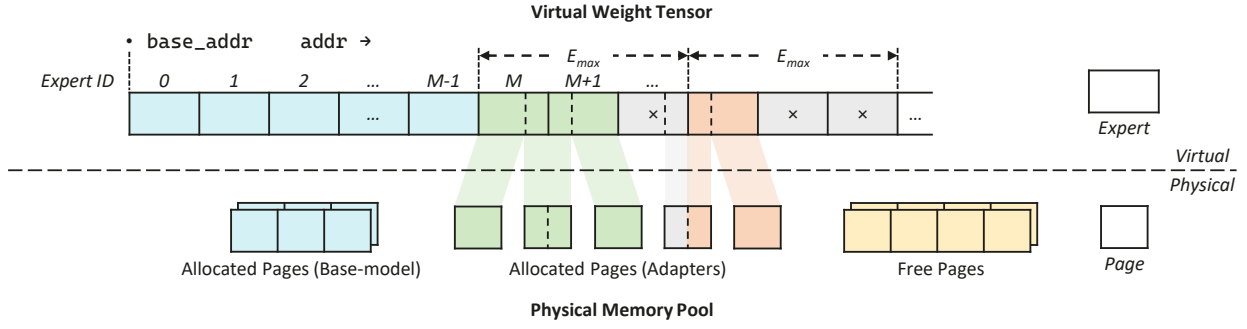 Virtual Weight Tensor
• base_addr addr →
E_max E_max
Expert ID 0 1 2 ... M-1 M M+1 ...
... × × × ...
Expert
Virtual
Physical
Allocated Pages (Base-model) Allocated Pages (Adapters) Free Pages Page
Physical Memory Pool